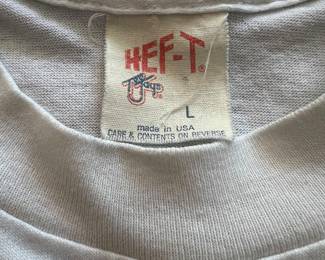 HEF-T®
L
made in USA
CARE & CONTENTS ON REVERSE